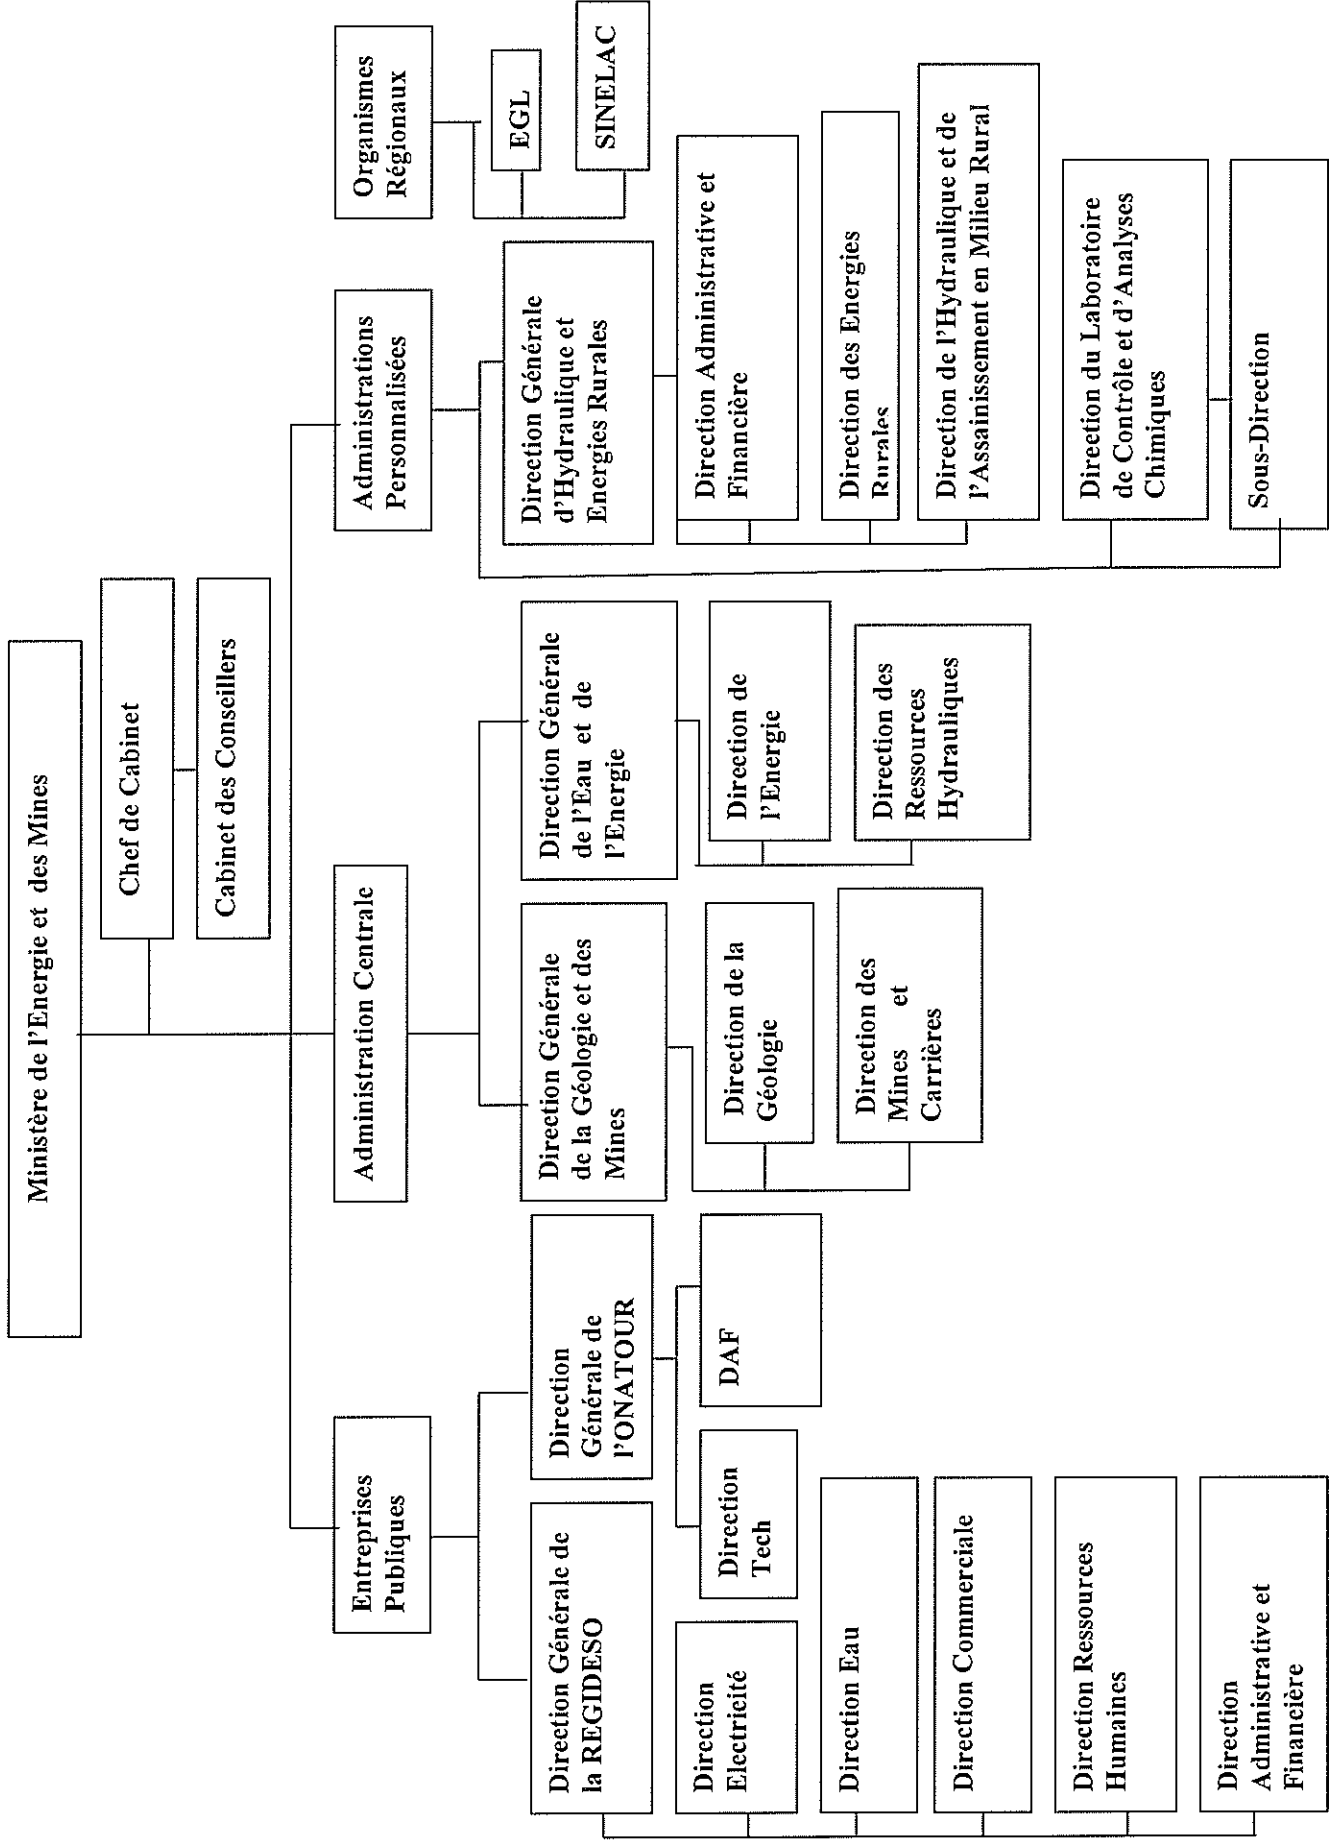 Ministère de l'Energie et des Mines
Chef de Cabinet
Cabinet des Conseillers
Entreprises
Publiques
Administration Centrale
Administrations
Personnalisées
Organismes
Régionaux
Direction Générale de
la REGIDESO
Direction
Electricité
Direction Eau
Direction Commerciale
Direction Ressources
Humaines
Direction
Administrative et
Financière
Direction
Générale de
l'ONATOUR
Direction
Tech
DAF
Direction Générale
de la Géologie et des
Mines
Direction de la
Géologie
Direction des
Mines et
Carrières
Direction Générale
de l'Eau et de
l'Energie
Direction de
l'Energie
Direction des
Ressources
Hydrauliques
Direction Générale
d'Hydraulique et
Energies Rurales
Direction Administrative et
Financière
Direction des Energies
Rurales
Direction de l'Hydraulique et de
l'Assainissement en Milieu Rural
Direction du Laboratoire
de Contrôle et d'Analyses
Chimiques
Sous-Direction
EGL
SINELAC